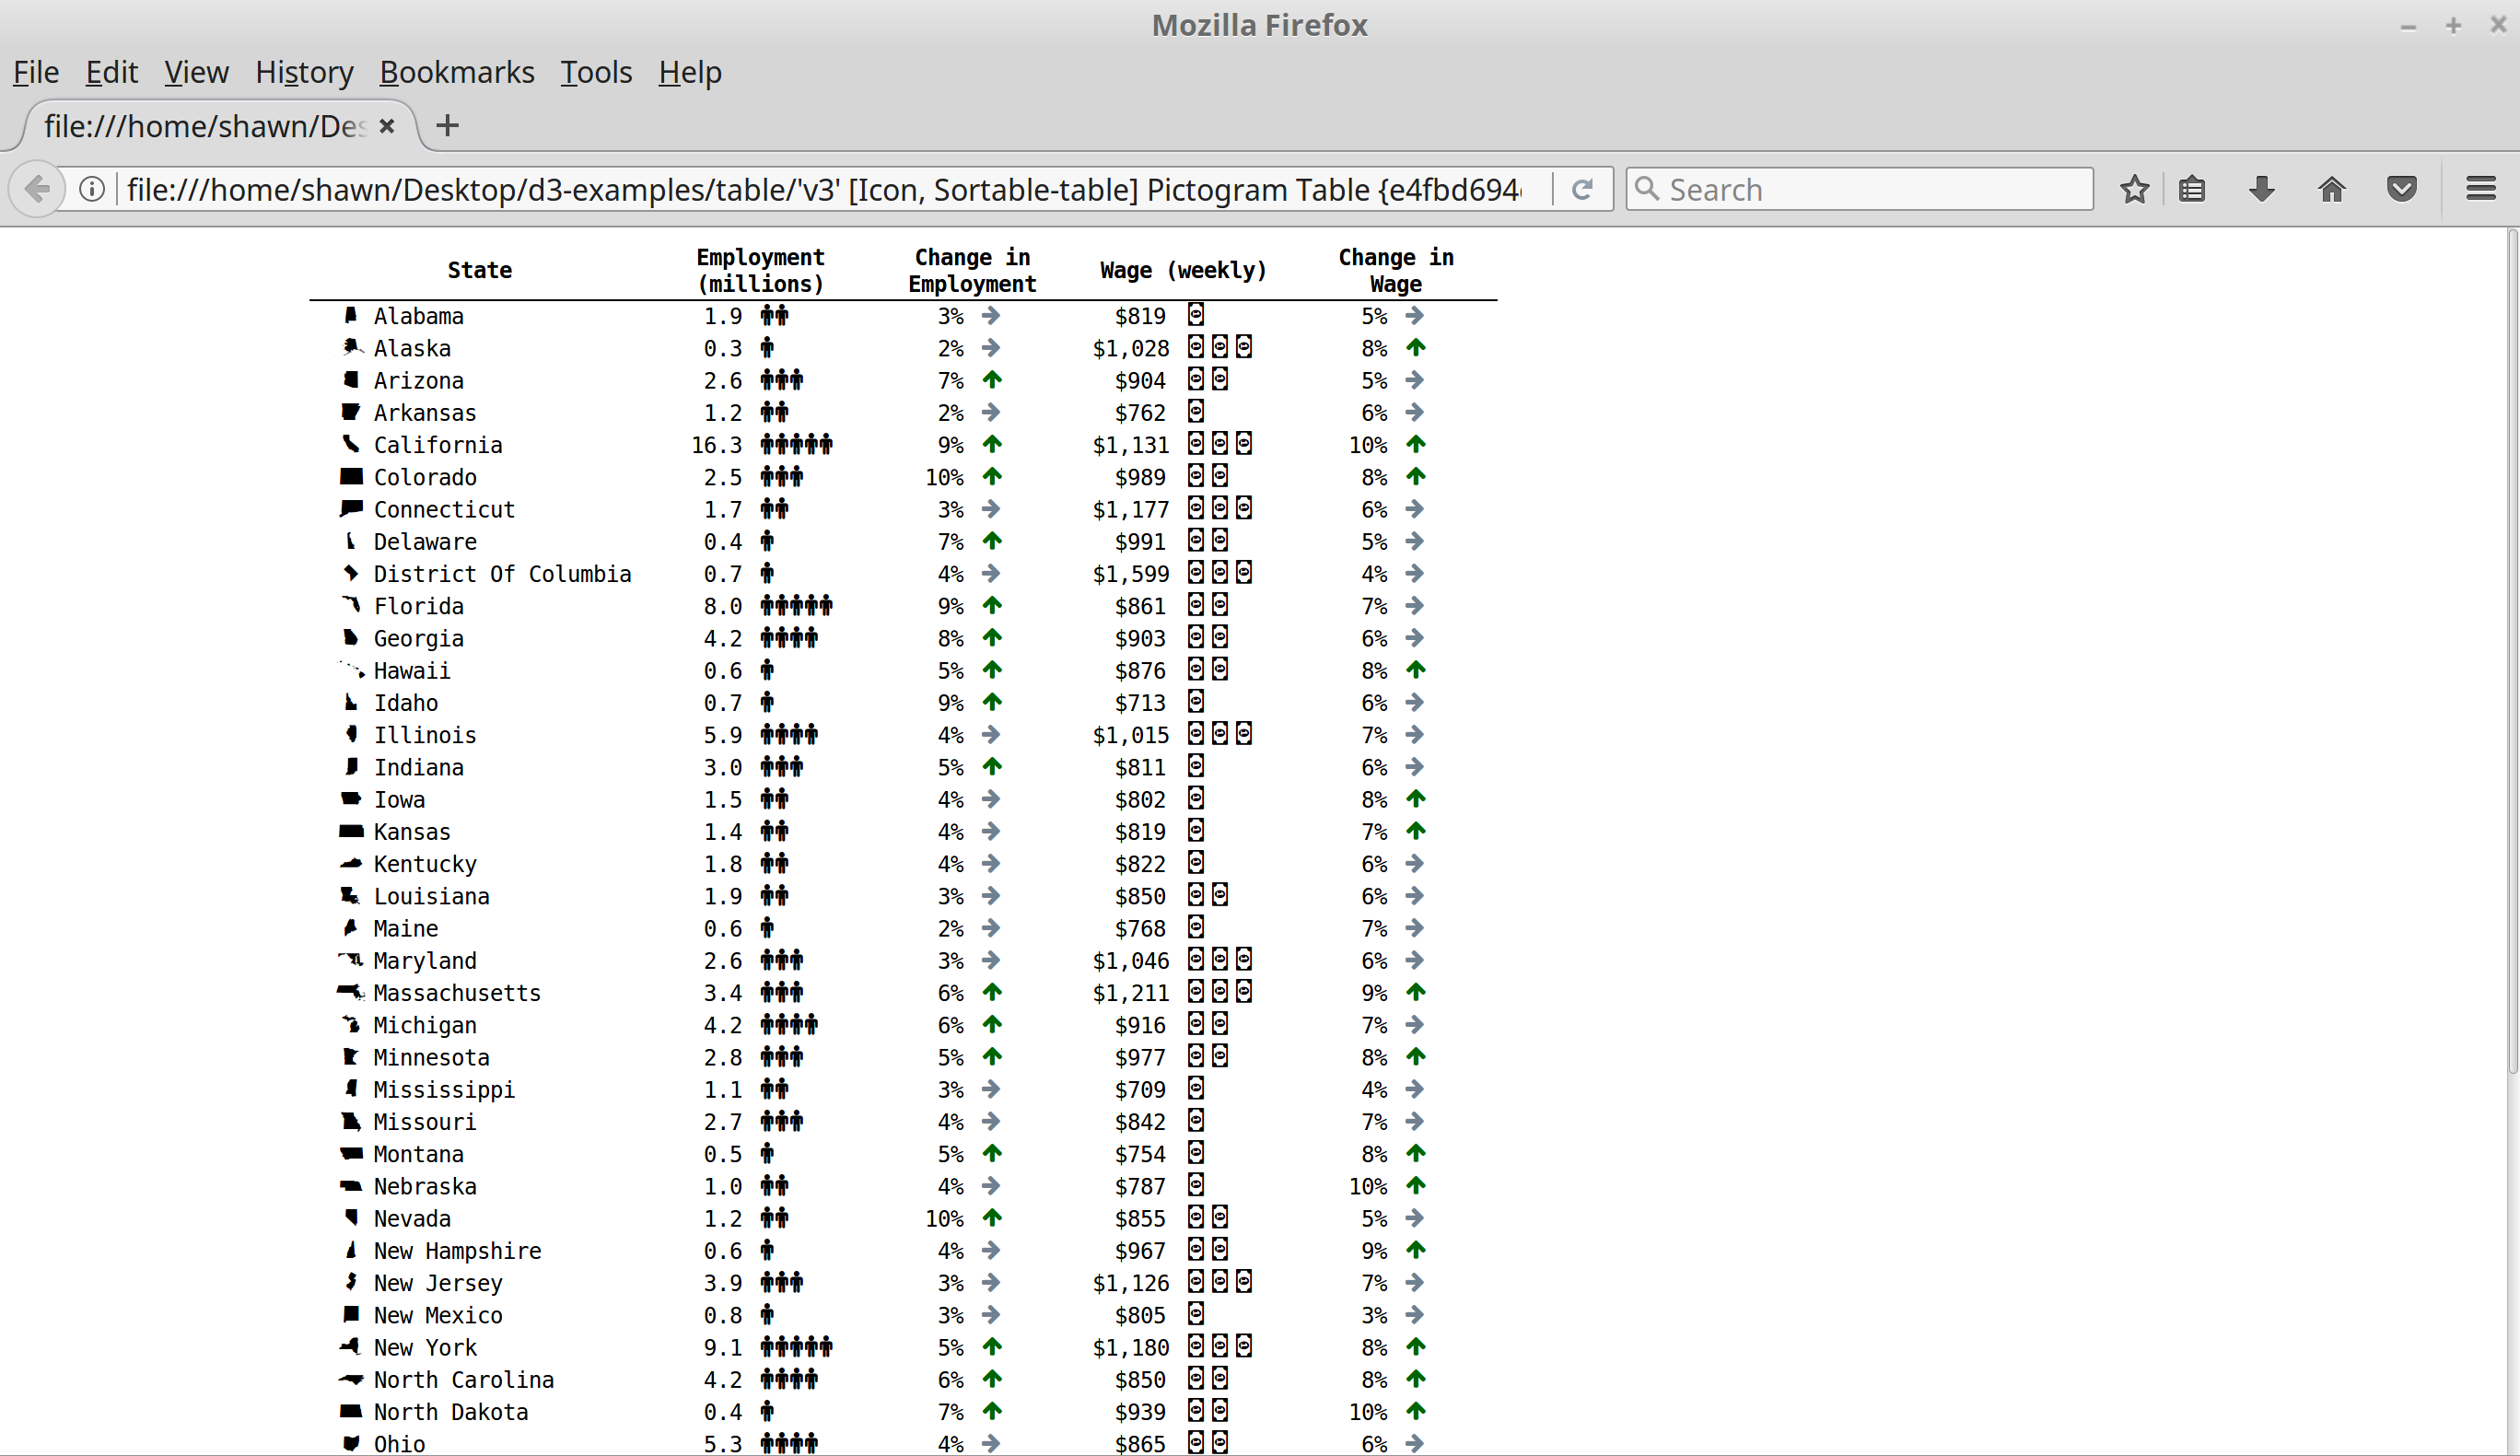 Mozilla Firefox
File Edit View History Bookmarks Tools Help
file:///home/shawn/Des
file:///home/shawn/Desktop/d3-examples/table/'v3' [Icon, Sortable-table] Pictogram Table {e4fbd694 Search
State Employment (millions) Change in Employment Wage (weekly) Change in Wage
Alabama 1.9 3% $819 5%
Alaska 0.3 2% $1,028 8%
Arizona 2.6 7% $904 5%
Arkansas 1.2 2% $762 6%
California 16.3 9% $1,131 10%
Colorado 2.5 10% $989 8%
Connecticut 1.7 3% $1,177 6%
Delaware 0.4 7% $991 5%
District Of Columbia 0.7 4% $1,599 4%
Florida 8.0 9% $861 7%
Georgia 4.2 8% $903 6%
Hawaii 0.6 5% $876 8%
Idaho 0.7 9% $713 6%
Illinois 5.9 4% $1,015 7%
Indiana 3.0 5% $811 6%
Iowa 1.5 4% $802 8%
Kansas 1.4 4% $819 7%
Kentucky 1.8 4% $822 6%
Louisiana 1.9 3% $850 6%
Maine 0.6 2% $768 7%
Maryland 2.6 3% $1,046 6%
Massachusetts 3.4 6% $1,211 9%
Michigan 4.2 6% $916 7%
Minnesota 2.8 5% $977 8%
Mississippi 1.1 3% $709 4%
Missouri 2.7 4% $842 7%
Montana 0.5 5% $754 8%
Nebraska 1.0 4% $787 10%
Nevada 1.2 10% $855 5%
New Hampshire 0.6 4% $967 9%
New Jersey 3.9 3% $1,126 7%
New Mexico 0.8 3% $805 3%
New York 9.1 5% $1,180 8%
North Carolina 4.2 6% $850 8%
North Dakota 0.4 7% $939 10%
Ohio 5.3 4% $865 6%